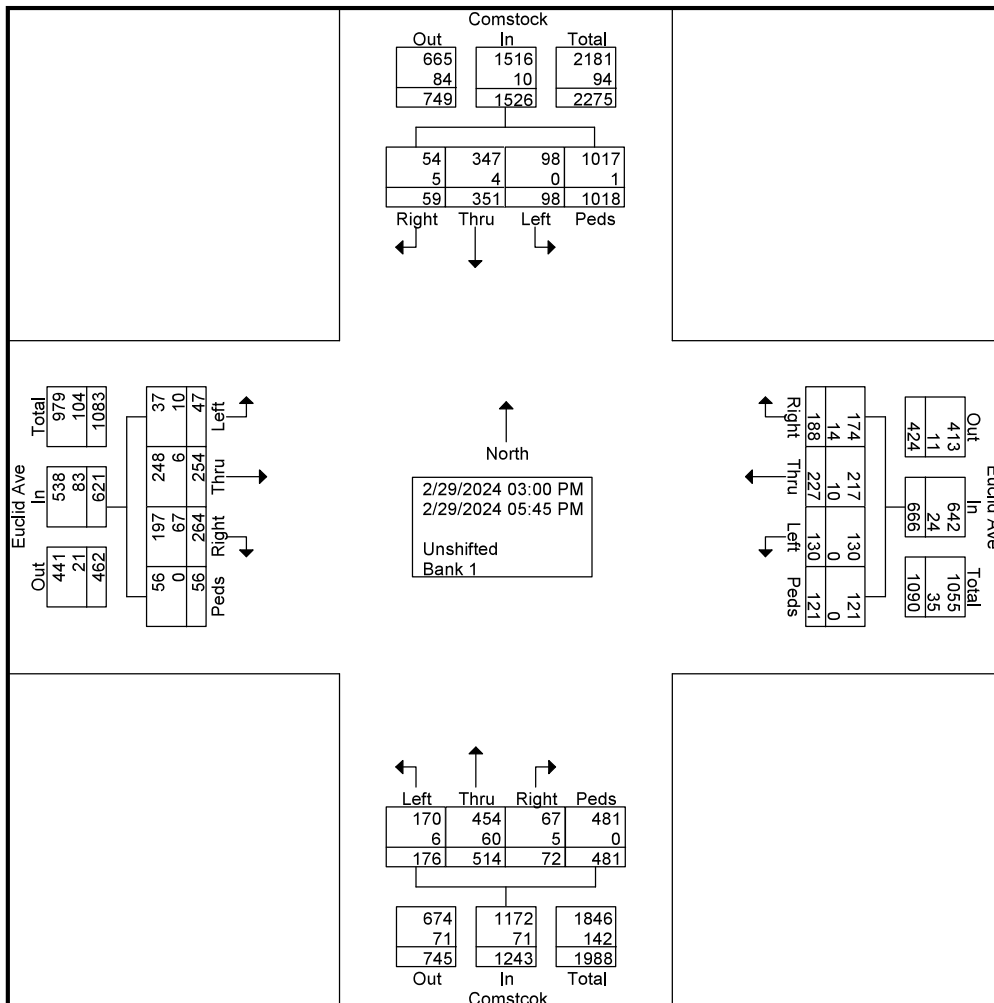 Comstock
Out In Total
665 1516 2181
84 10 94
749 1526 2275
54 347 98 1017
5 4 0 1
59 351 98 1018
Right Thru Left Peds
Euclid Ave
Out In Total
441 538 979
21 83 104
462 621 1083
37 248 197 56
10 6 67 0
47 254 264 56
Left Thru Right Peds
North
2/29/2024 03:00 PM
2/29/2024 05:45 PM
Unshifted
Bank 1
Right Thru Left Peds
174 217 130 121
14 10 0 0
188 227 130 121
Out In Total
413 642 1055
11 24 35
424 666 1090
Euclid Ave
Left Thru Right Peds
170 454 67 481
6 60 5 0
176 514 72 481
674 1172 1846
71 71 142
745 1243 1988
Out In Total
Comstcok